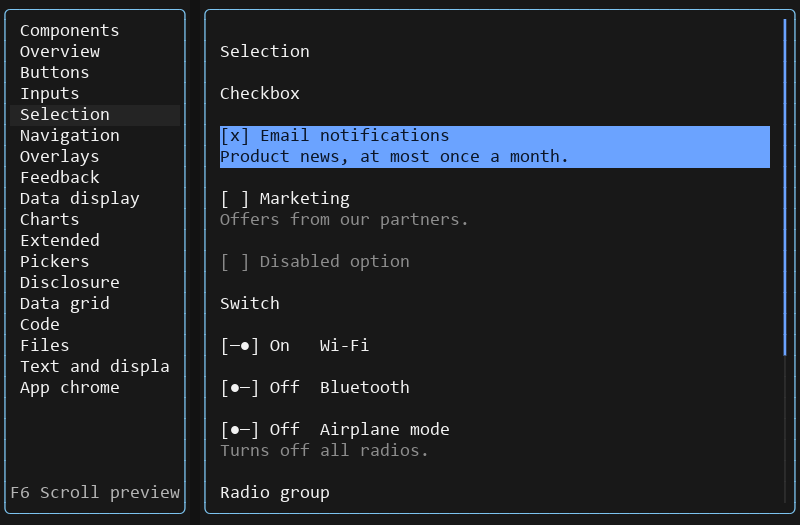 Components
Overview
Buttons
Inputs
Selection
Navigation
Overlays
Feedback
Data display
Charts
Extended
Pickers
Disclosure
Data grid
Code
Files
Text and displa
App chrome
F6 Scroll preview
Selection
Checkbox
[x] Email notifications
Product news, at most once a month.
[ ] Marketing
Offers from our partners.
[ ] Disabled option
Switch
[─●] On   Wi-Fi
[●─] Off  Bluetooth
[●─] Off  Airplane mode
Turns off all radios.
Radio group